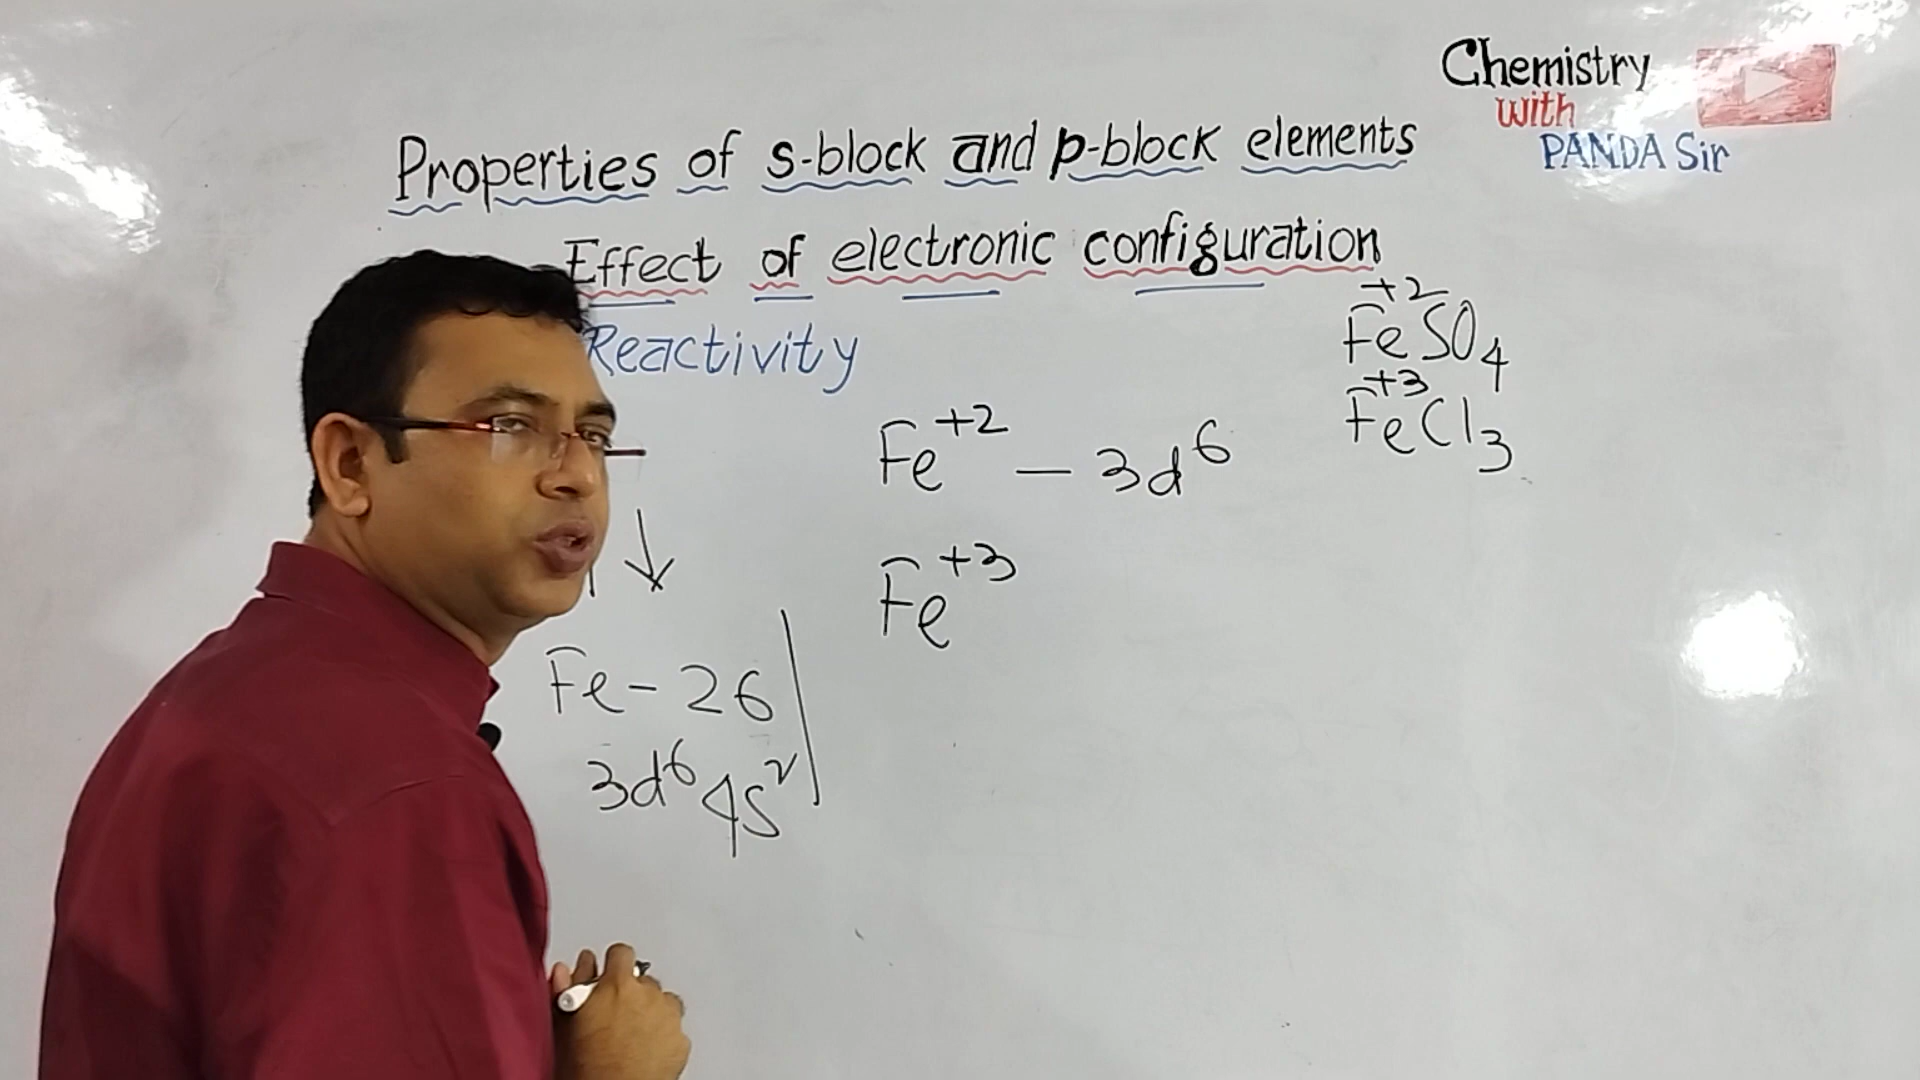 Chemistry
with
PANDA Sir
Properties of s-block and p-block elements
Effect of electronic configuration
Reactivity
+2
FeSO4
+3
FeCl3
Fe+2 – 3d6
Fe+3
Fe – 26
3d6 4s2